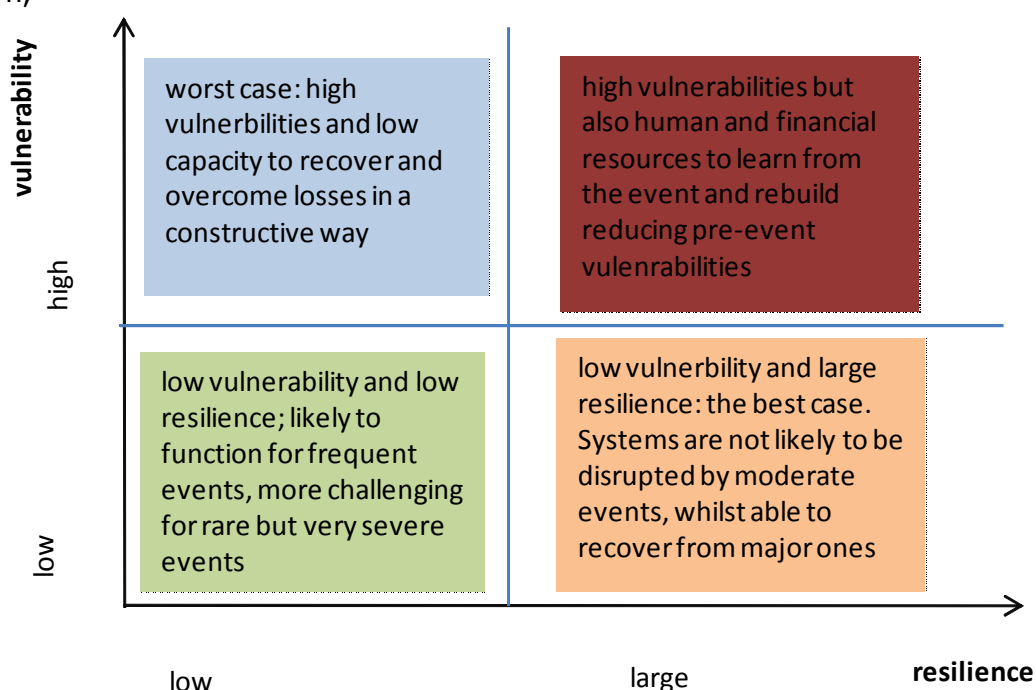 vulnerability
high
low
worst case: high
vulnerbilities and low
capacity to recover and
overcome losses in a
constructive way
high vulnerabilities but
also human and financial
resources to learn from
the event and rebuild
reducing pre-event
vulenrabilities
low vulnerability and low
resilience; likely to
function for frequent
events, more challenging
for rare but very severe
events
low vulnerbility and large
resilience: the best case.
Systems are not likely to be
disrupted by moderate
events, whilst able to
recover from major ones
low
large
resilience